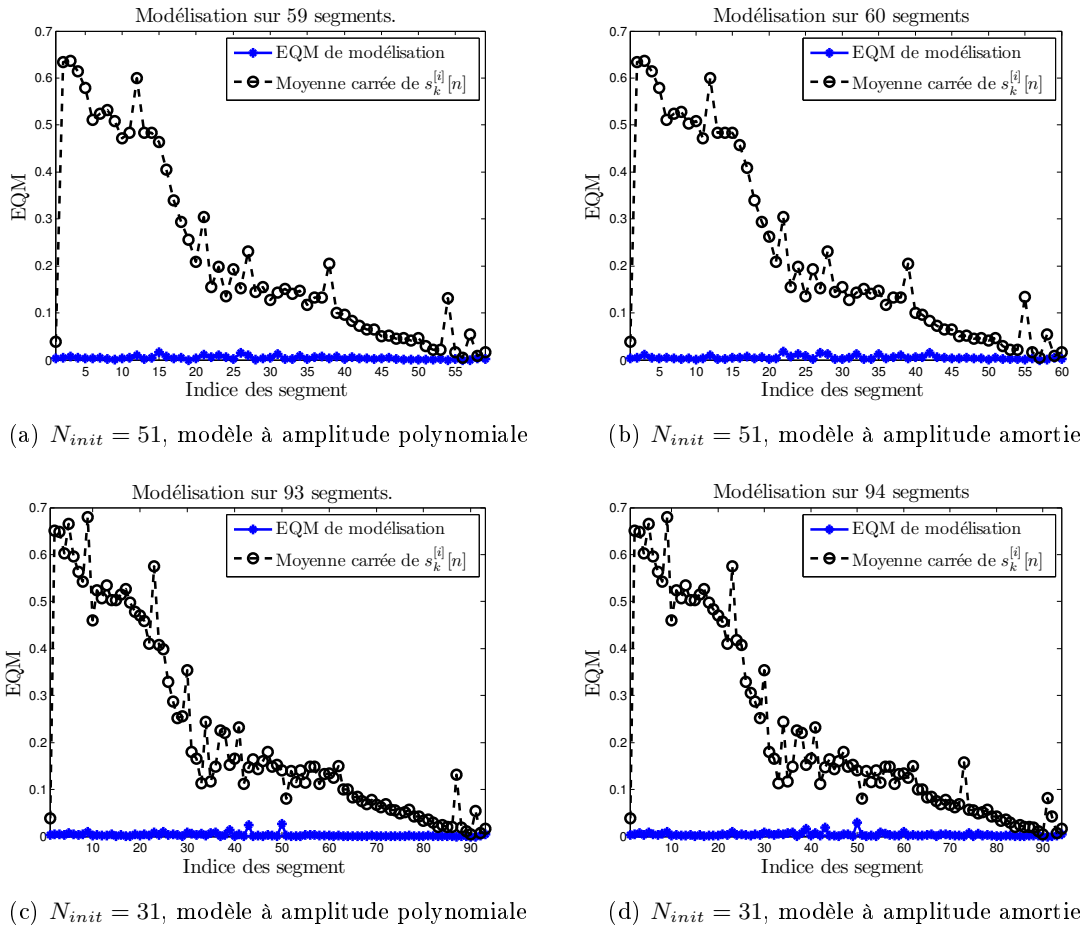 Modélisation sur 59 segments.
0.7
0.6
0.5
0.4
0.3
0.2
0.1
0
EQM
EQM de modélisation
Moyenne carrée de $s_k^{[i]}[n]$
5 10 15 20 25 30 35 40 45 50 55
Indice des segment
(a) $N_{init} = 51$, modèle à amplitude polynomiale
Modélisation sur 60 segments
0.7
0.6
0.5
0.4
0.3
0.2
0.1
0
EQM
EQM de modélisation
Moyenne carrée de $s_k^{[i]}[n]$
5 10 15 20 25 30 35 40 45 50 55 60
Indice des segment
(b) $N_{init} = 51$, modèle à amplitude amortie
Modélisation sur 93 segments.
0.7
0.6
0.5
0.4
0.3
0.2
0.1
0
EQM
EQM de modélisation
Moyenne carrée de $s_k^{[i]}[n]$
10 20 30 40 50 60 70 80 90
Indice des segment
(c) $N_{init} = 31$, modèle à amplitude polynomiale
Modélisation sur 94 segments
0.7
0.6
0.5
0.4
0.3
0.2
0.1
0
EQM
EQM de modélisation
Moyenne carrée de $s_k^{[i]}[n]$
10 20 30 40 50 60 70 80 90
Indice des segment
(d) $N_{init} = 31$, modèle à amplitude amortie